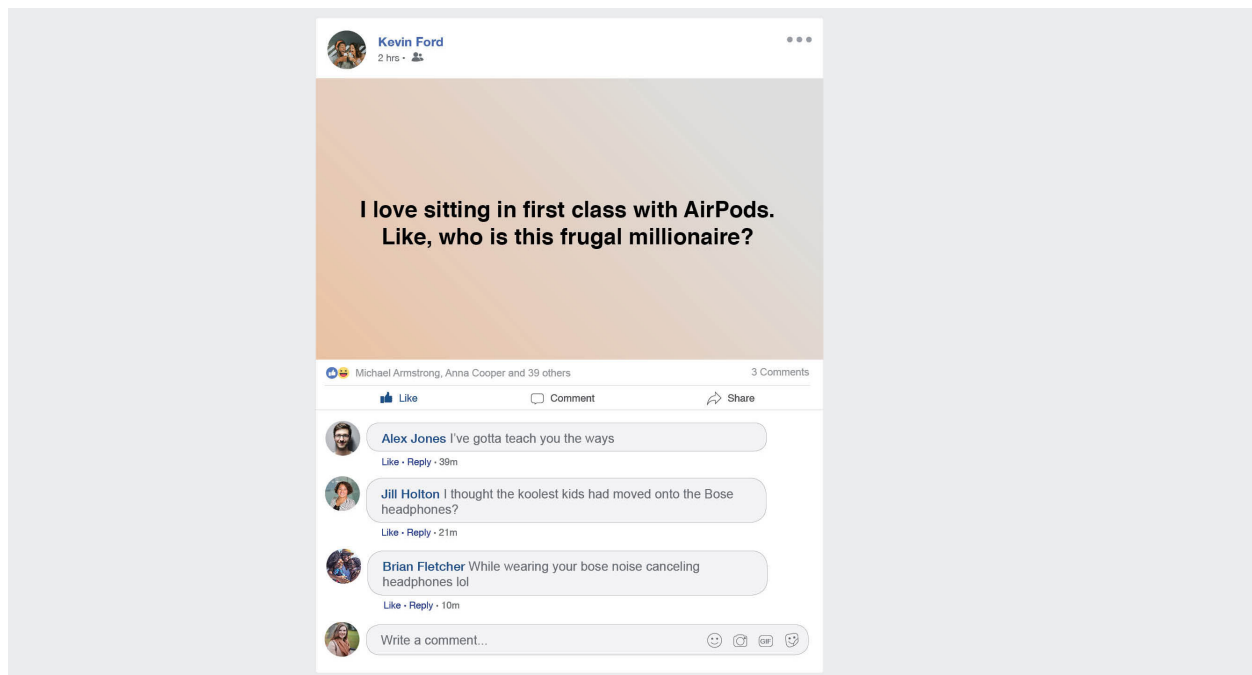 Kevin Ford
2 hrs •
I love sitting in first class with AirPods.
Like, who is this frugal millionaire?
Michael Armstrong, Anna Cooper and 39 others 3 Comments
Like Comment Share
Alex Jones I've gotta teach you the ways
Like • Reply • 39m
Jill Holton I thought the koolest kids had moved onto the Bose
headphones?
Like • Reply • 21m
Brian Fletcher While wearing your bose noise canceling
headphones lol
Like • Reply • 10m
Write a comment... GIF